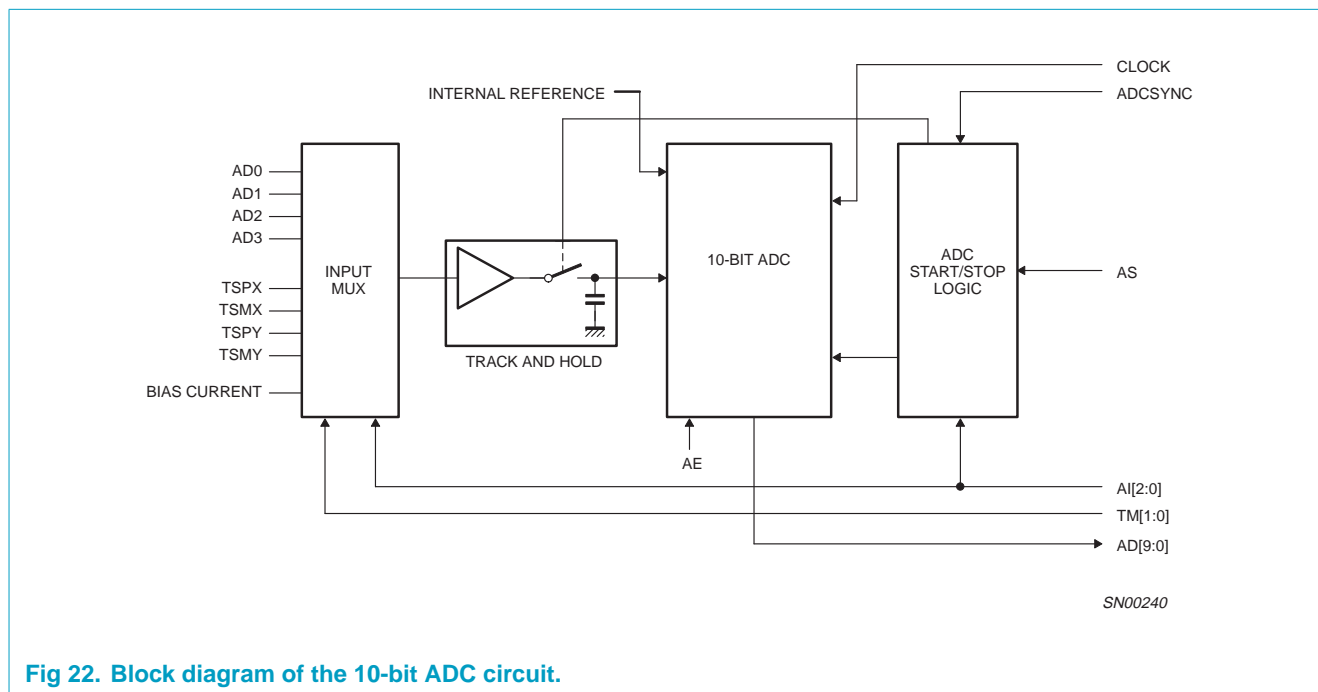 CLOCK
INTERNAL REFERENCE
ADCSYNC
AD0
AD1
AD2
AD3
TSPX
TSMX
TSPY
TSMY
BIAS CURRENT
INPUT
MUX
TRACK AND HOLD
10-BIT ADC
ADC
START/STOP
LOGIC
AS
AE
AI[2:0]
TM[1:0]
AD[9:0]
SN00240
Fig 22. Block diagram of the 10-bit ADC circuit.